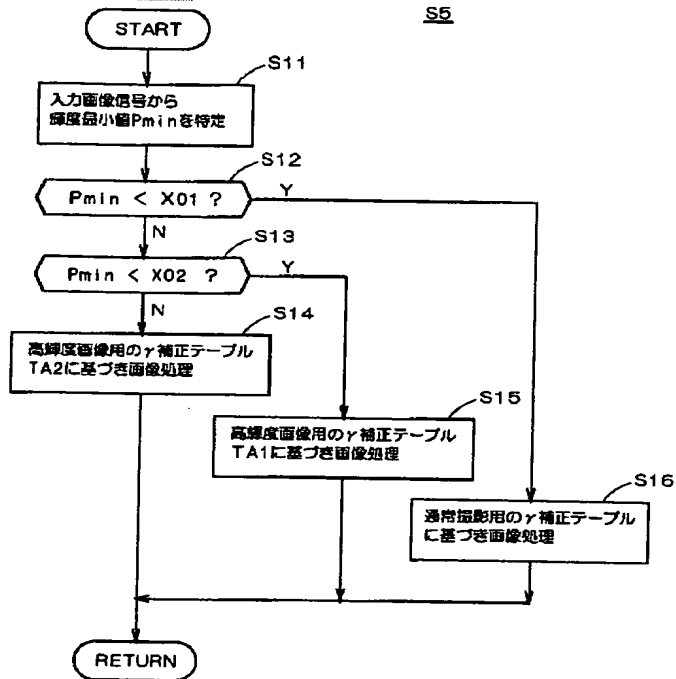 S5
START
S11
入力画像信号から
輝度最小値Pminを特定
S12
Pmin < X01 ?
Y
N
S13
Pmin < X02 ?
Y
N
S14
高輝度画像用のγ補正テーブル
TA2に基づき画像処理
S15
高輝度画像用のγ補正テーブル
TA1に基づき画像処理
S16
通常撮影用のγ補正テーブル
に基づき画像処理
RETURN